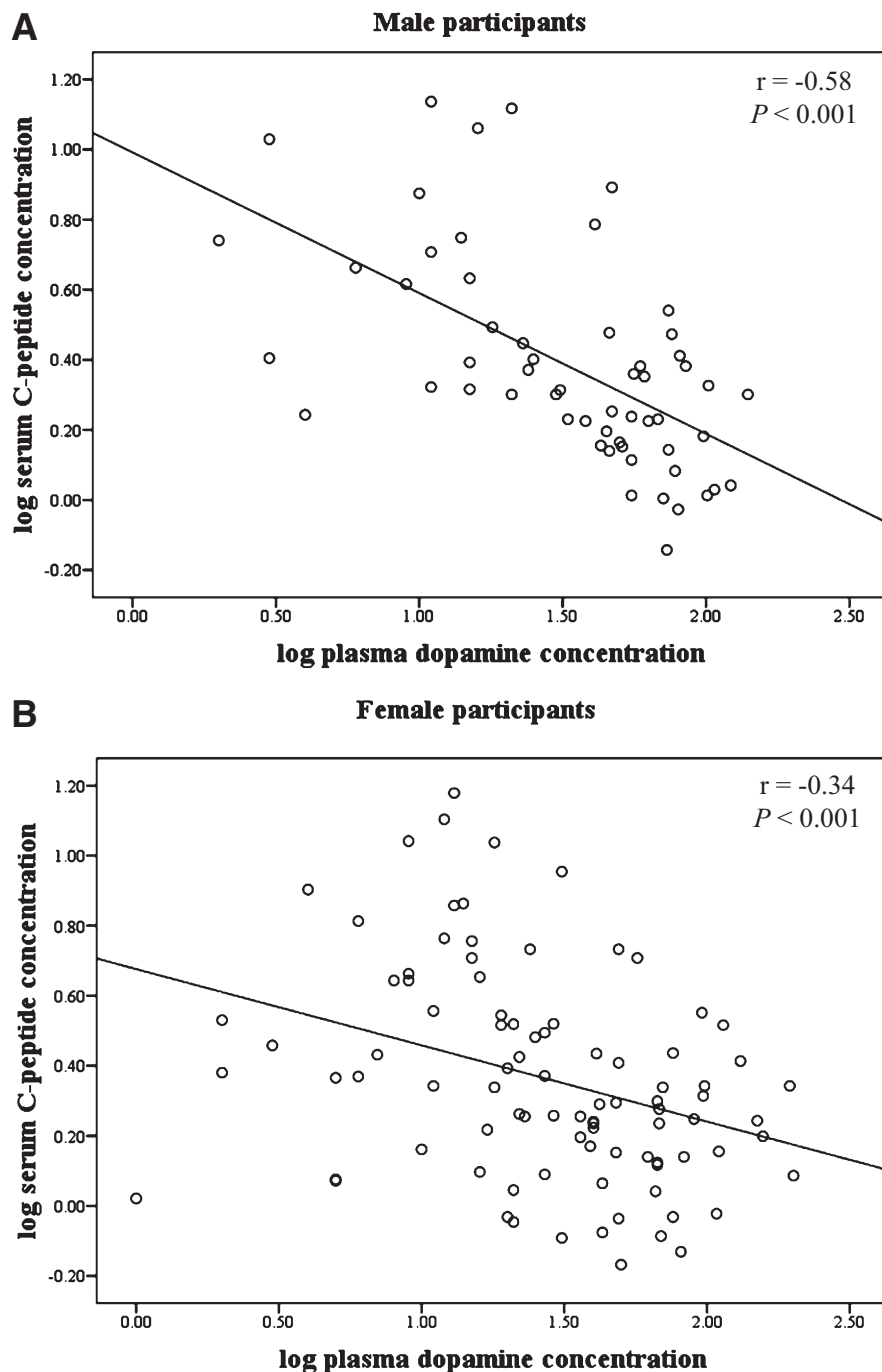 A
Male participants
r = -0.58
P < 0.001
log serum C-peptide concentration
1.20
1.00
0.80
0.60
0.40
0.20
0.00
-0.20
0.00 0.50 1.00 1.50 2.00 2.50
log plasma dopamine concentration
B
Female participants
r = -0.34
P < 0.001
log serum C-peptide concentration
1.20
1.00
0.80
0.60
0.40
0.20
0.00
-0.20
0.00 0.50 1.00 1.50 2.00 2.50
log plasma dopamine concentration